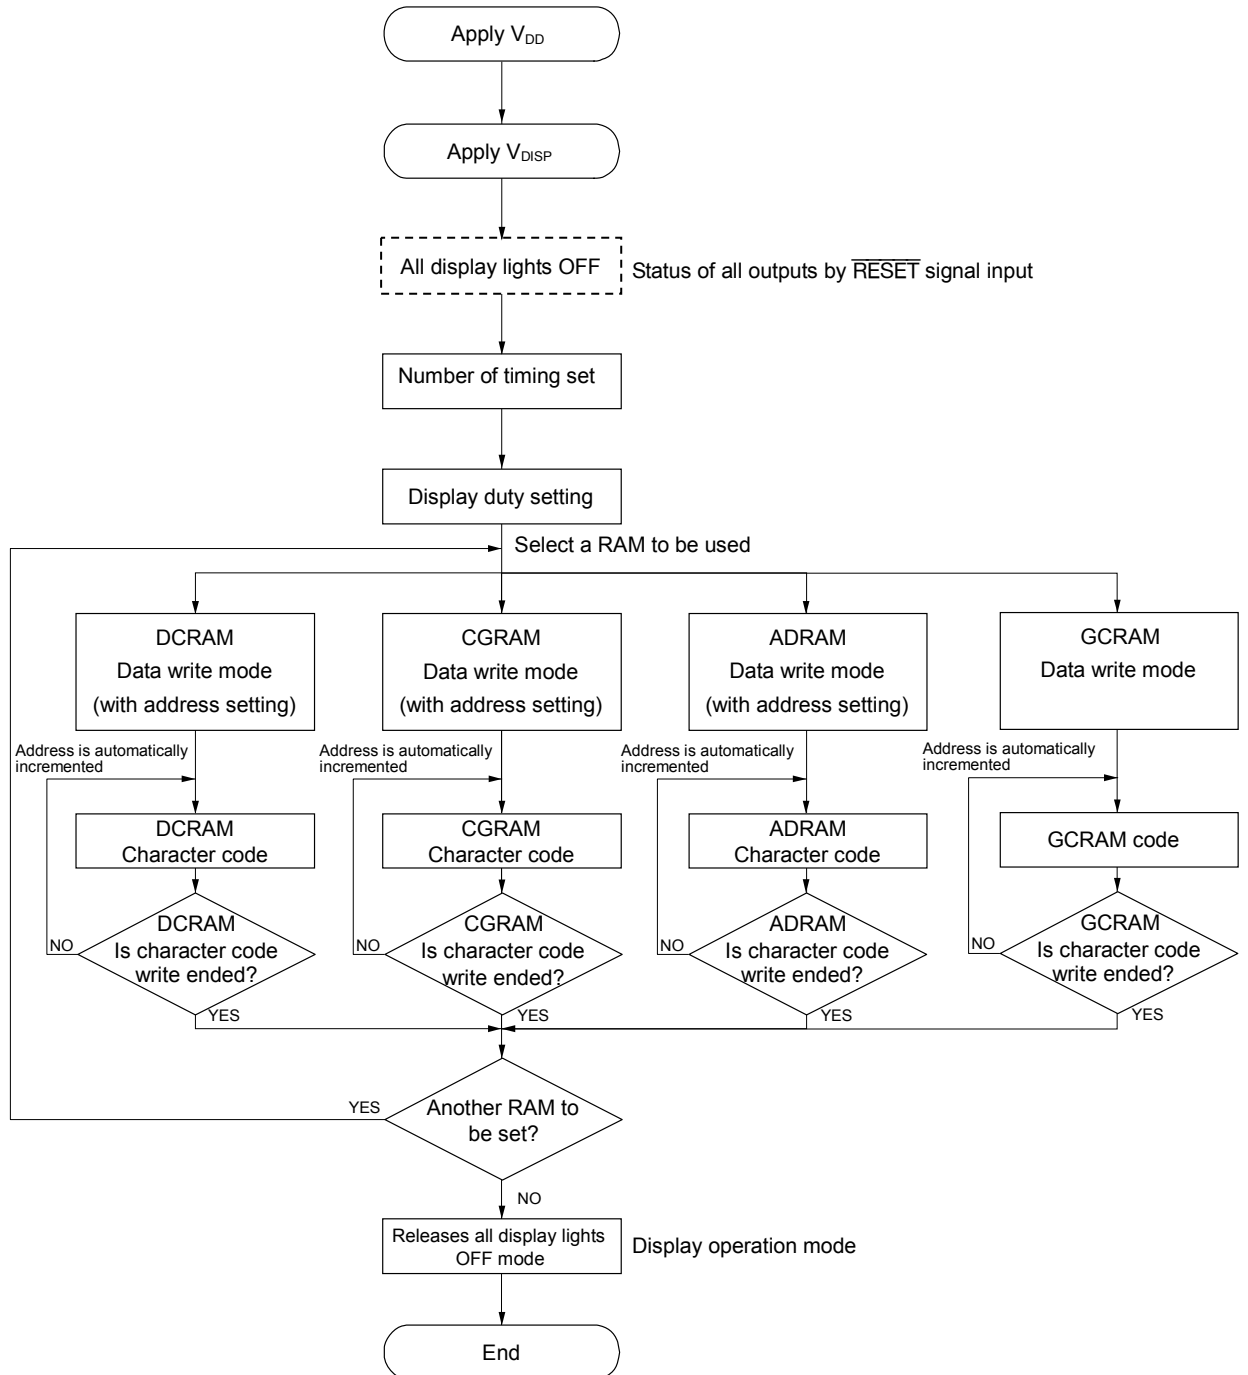 Apply VDD
Apply VDISP
All display lights OFF
Status of all outputs by RESET signal input
Number of timing set
Display duty setting
Select a RAM to be used
DCRAM
Data write mode
(with address setting)
CGRAM
Data write mode
(with address setting)
ADRAM
Data write mode
(with address setting)
GCRAM
Data write mode
Address is automatically
incremented
Address is automatically
incremented
Address is automatically
incremented
Address is automatically
incremented
DCRAM
Character code
CGRAM
Character code
ADRAM
Character code
GCRAM code
DCRAM
Is character code
write ended?
NO
YES
CGRAM
Is character code
write ended?
NO
YES
ADRAM
Is character code
write ended?
NO
YES
GCRAM
Is character code
write ended?
NO
YES
Another RAM to
be set?
YES
NO
Releases all display lights
OFF mode
Display operation mode
End